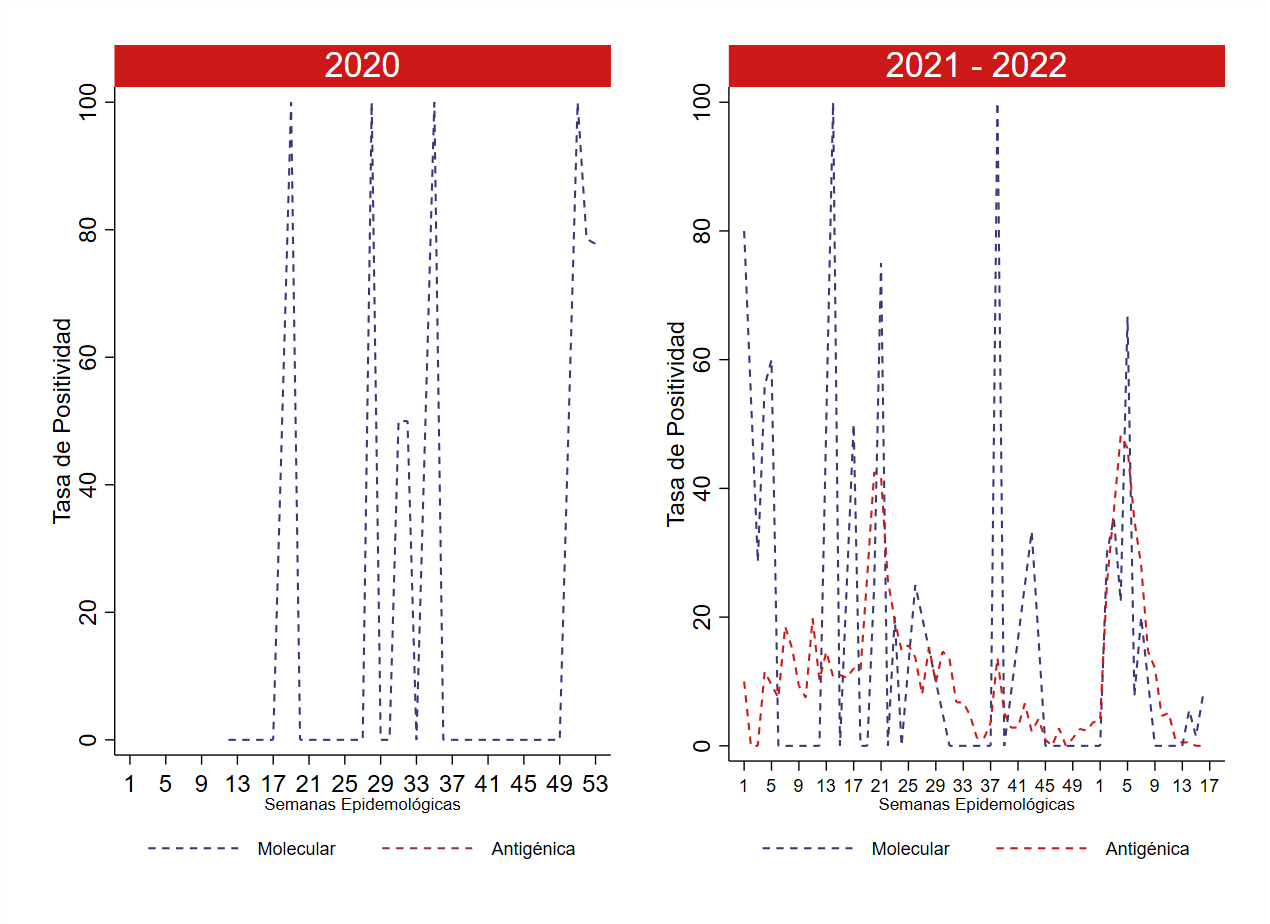 2020
Tasa de Positividad
100
80
60
40
20
0
1 5 9 13 17 21 25 29 33 37 41 45 49 53
Semanas Epidemológicas
Molecular Antigénica
2021 - 2022
Tasa de Positividad
100
80
60
40
20
0
1 5 9 13 17 21 25 29 33 37 41 45 49 1 5 9 13 17
Semanas Epidemológicas
Molecular Antigénica